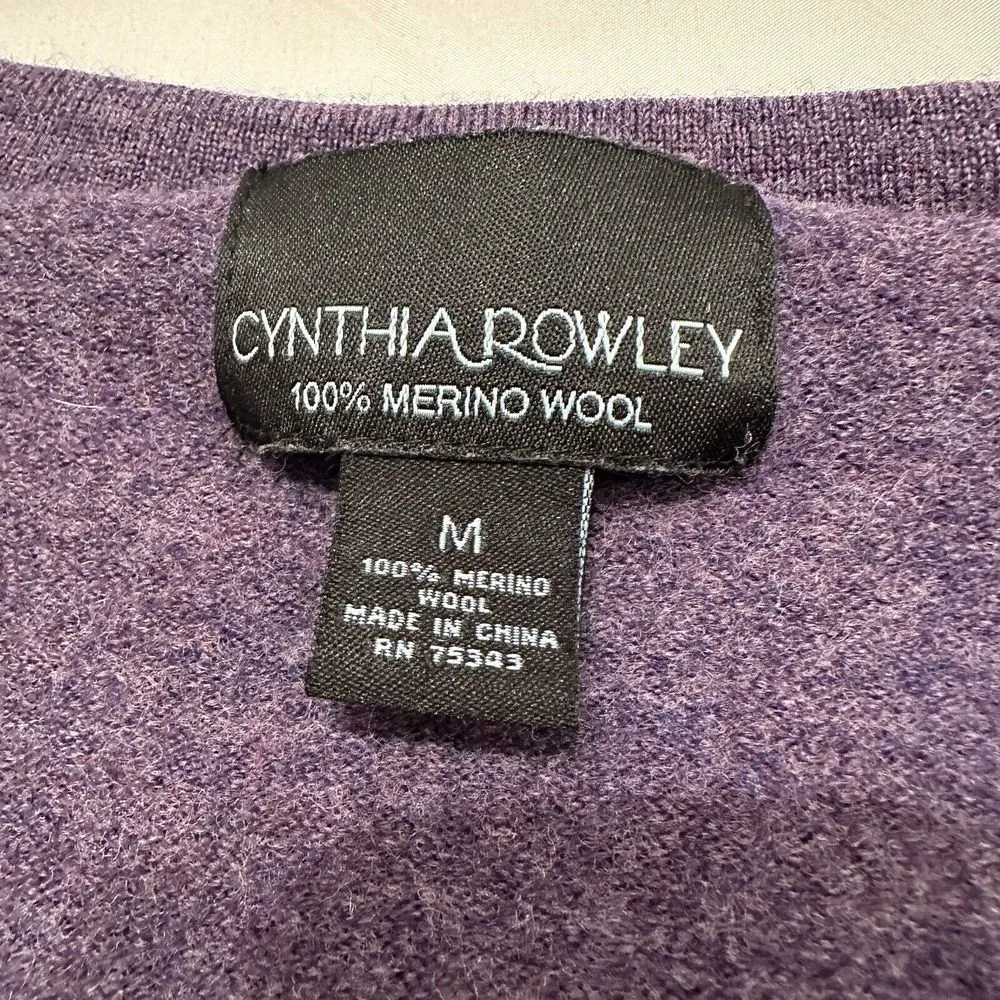 CYNTHIA ROWLEY
100% MERINO WOOL
M
100% MERINO
WOOL
MADE IN CHINA
RN 75343